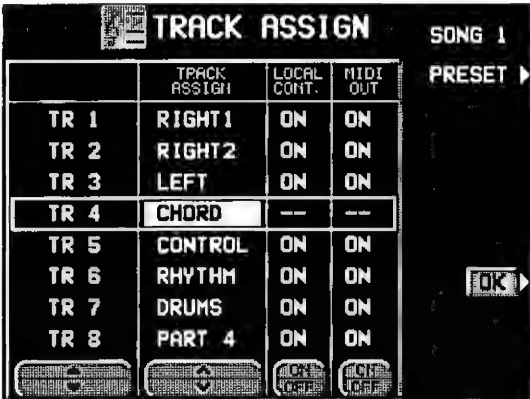 TRACK ASSIGN
SONG 1
PRESET
TRACK ASSIGN
LOCAL CONT.
MIDI OUT
TR 1 RIGHT1 ON ON
TR 2 RIGHT2 ON ON
TR 3 LEFT ON ON
TR 4 CHORD -- --
TR 5 CONTROL ON ON
TR 6 RHYTHM ON ON
TR 7 DRUMS ON ON
TR 8 PART 4 ON ON
OK
ON OFF
ON OFF